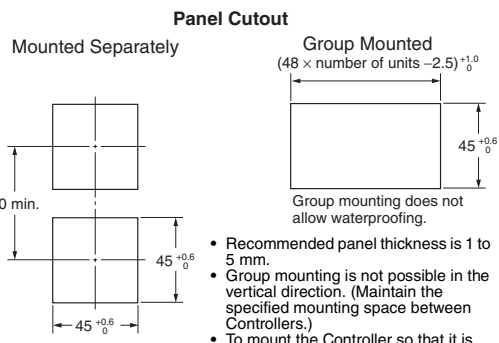 Panel Cutout
Mounted Separately
0 min.
45 +0.6 0
45 +0.6 0
Group Mounted
(48 × number of units −2.5) +1.0 0
45 +0.6 0
Group mounting does not
allow waterproofing.
• Recommended panel thickness is 1 to
5 mm.
• Group mounting is not possible in the
vertical direction. (Maintain the
specified mounting space between
Controllers.)
• To mount the Controller so that it is